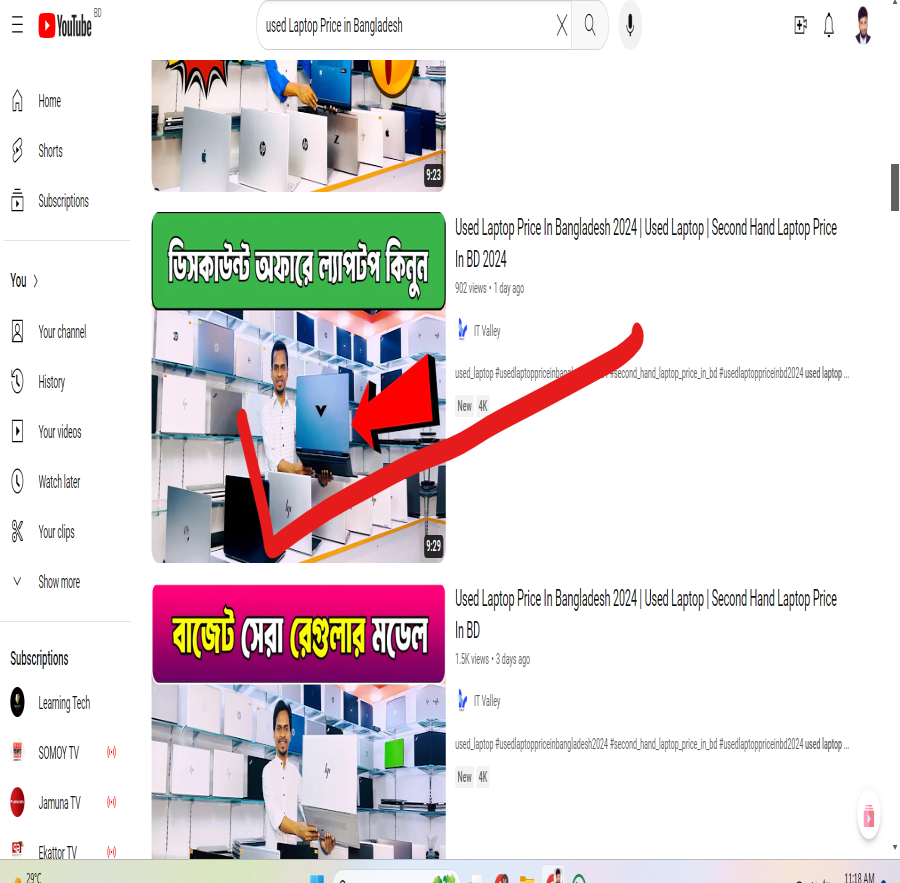 YouTube BD
used Laptop Price in Bangladesh
Home
Shorts
Subscriptions
You
Your channel
History
Your videos
Watch later
Your clips
Show more
Subscriptions
Learning Tech
SOMOY TV
Jamuna TV
Ekattor TV
9:23
ডিসকাউন্ট অফারে ল্যাপটপ কিনুন
9:29
Used Laptop Price In Bangladesh 2024 | Used Laptop | Second Hand Laptop Price
In BD 2024
902 views • 1 day ago
IT Valley
used_laptop #usedlaptoppriceinbang #second_hand_laptop_price_in_bd #usedlaptoppriceinbd2024 used laptop ...
New 4K
বাজেট সেরা রেগুলার মডেল
Used Laptop Price In Bangladesh 2024 | Used Laptop | Second Hand Laptop Price
In BD
1.5K views • 3 days ago
IT Valley
used_laptop #usedlaptoppriceinbangladesh2024 #second_hand_laptop_price_in_bd #usedlaptoppriceinbd2024 used laptop ...
New 4K
29°C
11:18 AM